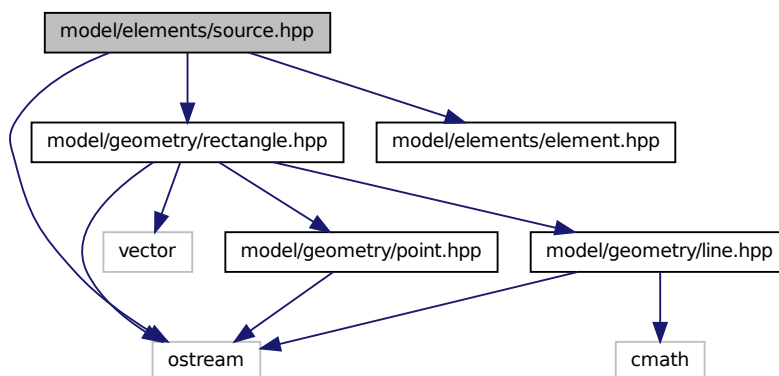 model/elements/source.hpp
model/geometry/rectangle.hpp
model/elements/element.hpp
vector
model/geometry/point.hpp
model/geometry/line.hpp
ostream
cmath